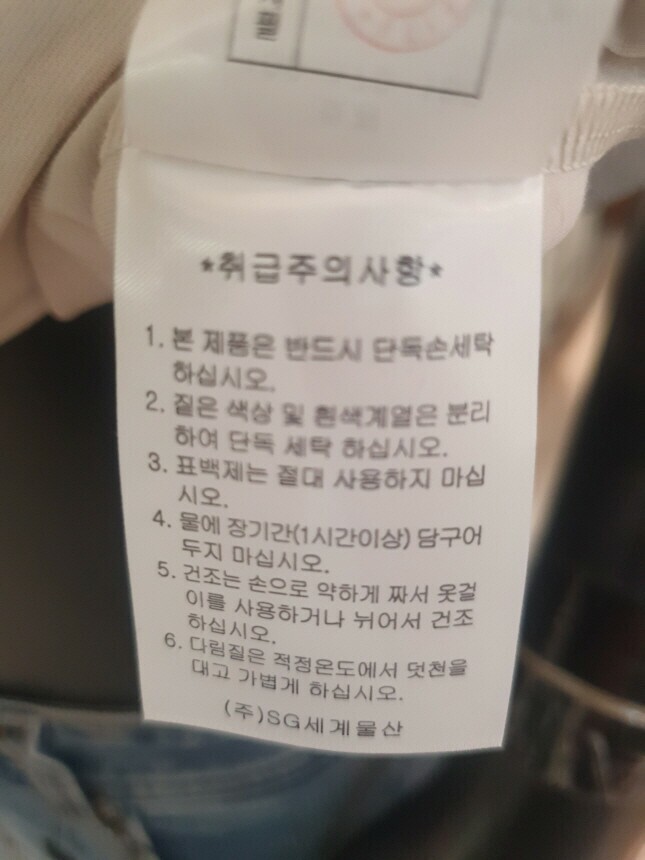 *취급주의사항*
1. 본 제품은 반드시 단독손세탁
하십시오.
2. 짙은 색상 및 흰색계열은 분리
하여 단독 세탁 하십시오.
3. 표백제는 절대 사용하지 마십
시오.
4. 물에 장기간(1시간이상) 담구어
두지 마십시오.
5. 건조는 손으로 약하게 짜서 옷걸
이를 사용하거나 뉘어서 건조
하십시오.
6. 다림질은 적정온도에서 덧천을
대고 가볍게 하십시오.
(주)SG세계물산